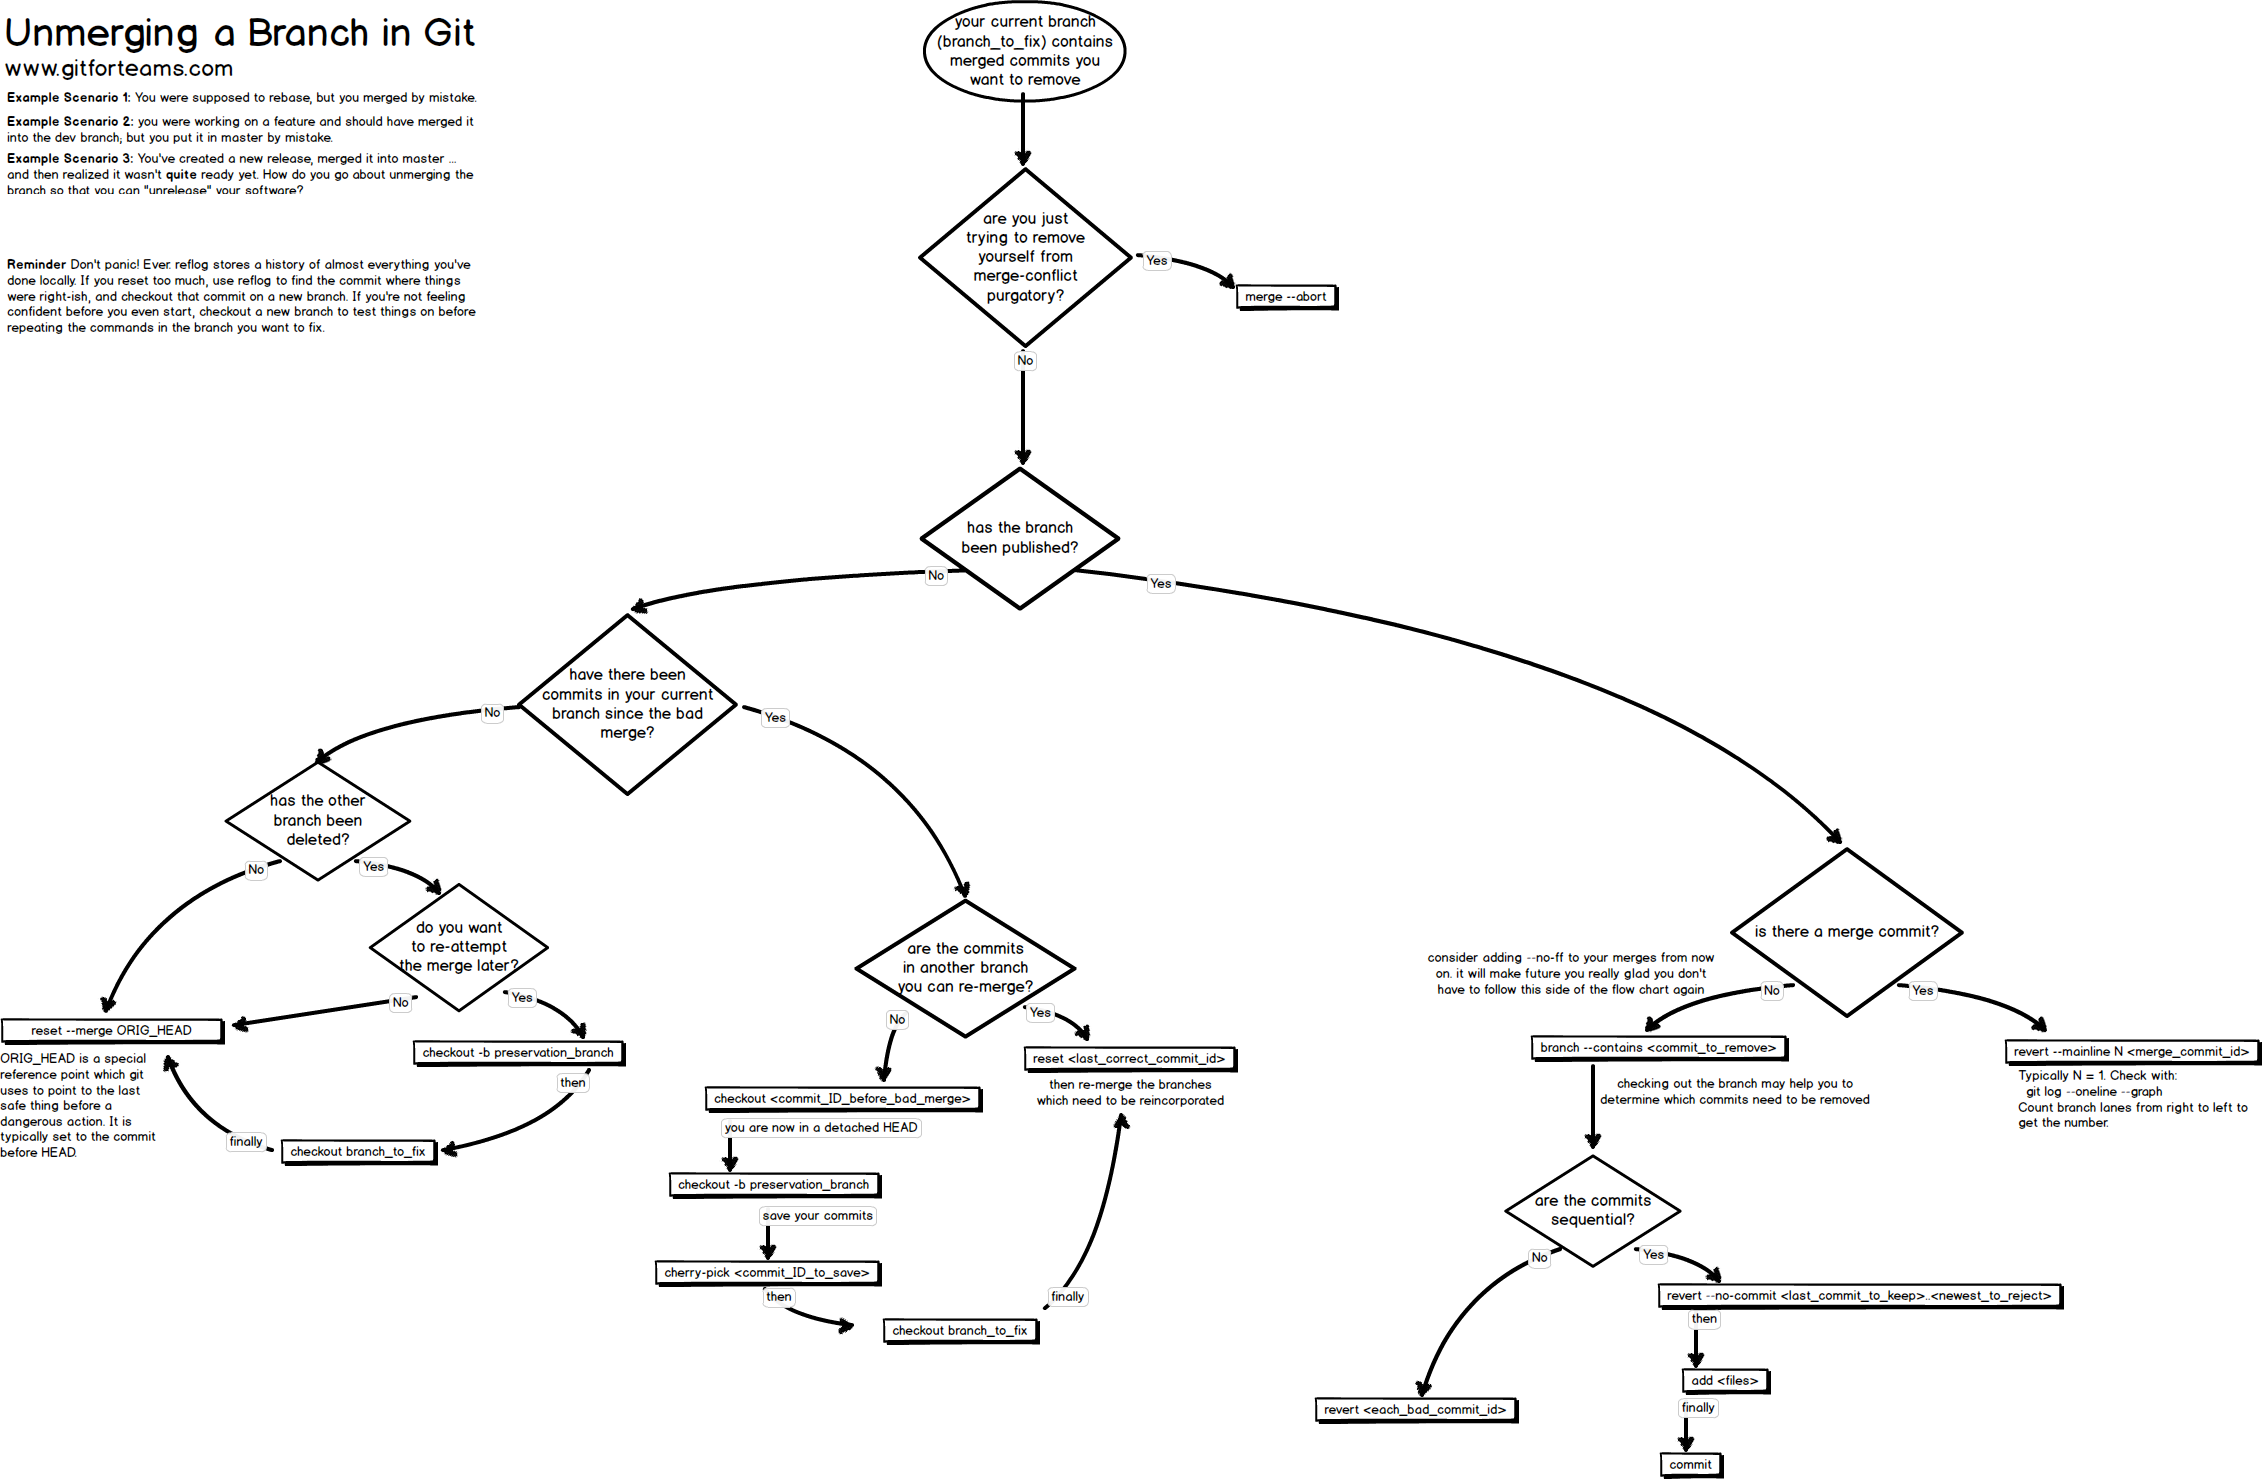 Unmerging a Branch in Git
www.gitforteams.com
Example Scenario 1: You were supposed to rebase, but you merged by mistake.
Example Scenario 2: you were working on a feature and should have merged it
into the dev branch; but you put it in master by mistake.
Example Scenario 3: You've created a new release, merged it into master ...
and then realized it wasn't quite ready yet. How do you go about unmerging the
branch so that you can "unrelease" your software?
Reminder Don't panic! Ever. reflog stores a history of almost everything you've
done locally. If you reset too much, use reflog to find the commit where things
were right-ish, and checkout that commit on a new branch. If you're not feeling
confident before you even start, checkout a new branch to test things on before
repeating the commands in the branch you want to fix.
your current branch
(branch_to_fix) contains
merged commits you
want to remove
are you just
trying to remove
yourself from
merge-conflict
purgatory?
Yes
merge --abort
No
has the branch
been published?
No
Yes
have there been
commits in your current
branch since the bad
merge?
No
Yes
has the other
branch been
deleted?
No
Yes
do you want
to re-attempt
the merge later?
No
Yes
reset --merge ORIG_HEAD
ORIG_HEAD is a special
reference point which git
uses to point to the last
safe thing before a
dangerous action. It is
typically set to the commit
before HEAD.
checkout -b preservation_branch
then
checkout branch_to_fix
finally
are the commits
in another branch
you can re-merge?
No
Yes
reset <last_correct_commit_id>
then re-merge the branches
which need to be reincorporated
checkout <commit_ID_before_bad_merge>
you are now in a detached HEAD
checkout -b preservation_branch
save your commits
cherry-pick <commit_ID_to_save>
then
checkout branch_to_fix
finally
is there a merge commit?
consider adding --no-ff to your merges from now
on. it will make future you really glad you don't
have to follow this side of the flow chart again
No
Yes
branch --contains <commit_to_remove>
checking out the branch may help you to
determine which commits need to be removed
revert --mainline N <merge_commit_id>
Typically N = 1. Check with:
git log --oneline --graph
Count branch lanes from right to left to
get the number.
are the commits
sequential?
No
Yes
revert --no-commit <last_commit_to_keep>..<newest_to_reject>
then
add <files>
finally
commit
revert <each_bad_commit_id>